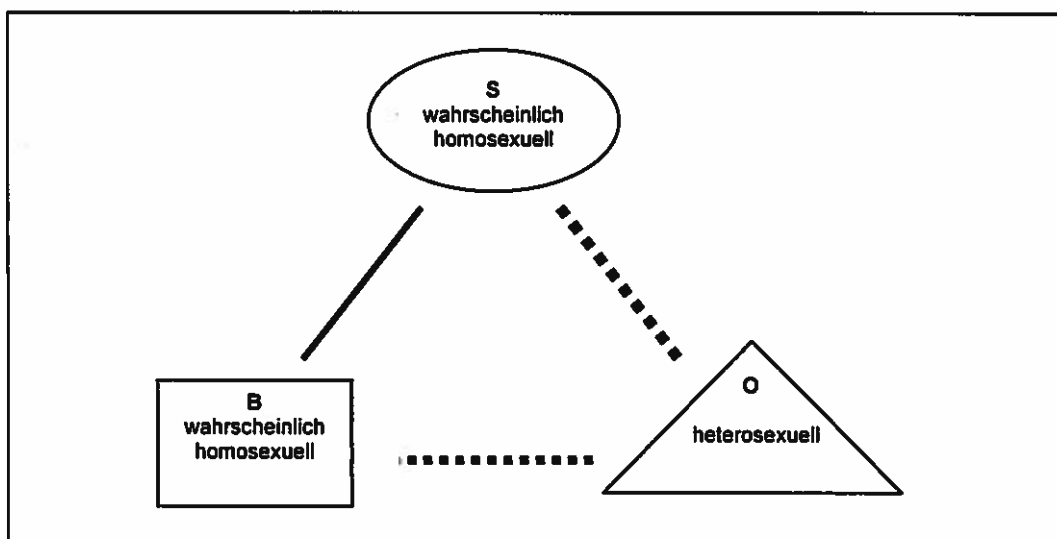 S
wahrscheinlich
homosexuell
B
wahrscheinlich
homosexuell
O
heterosexuell